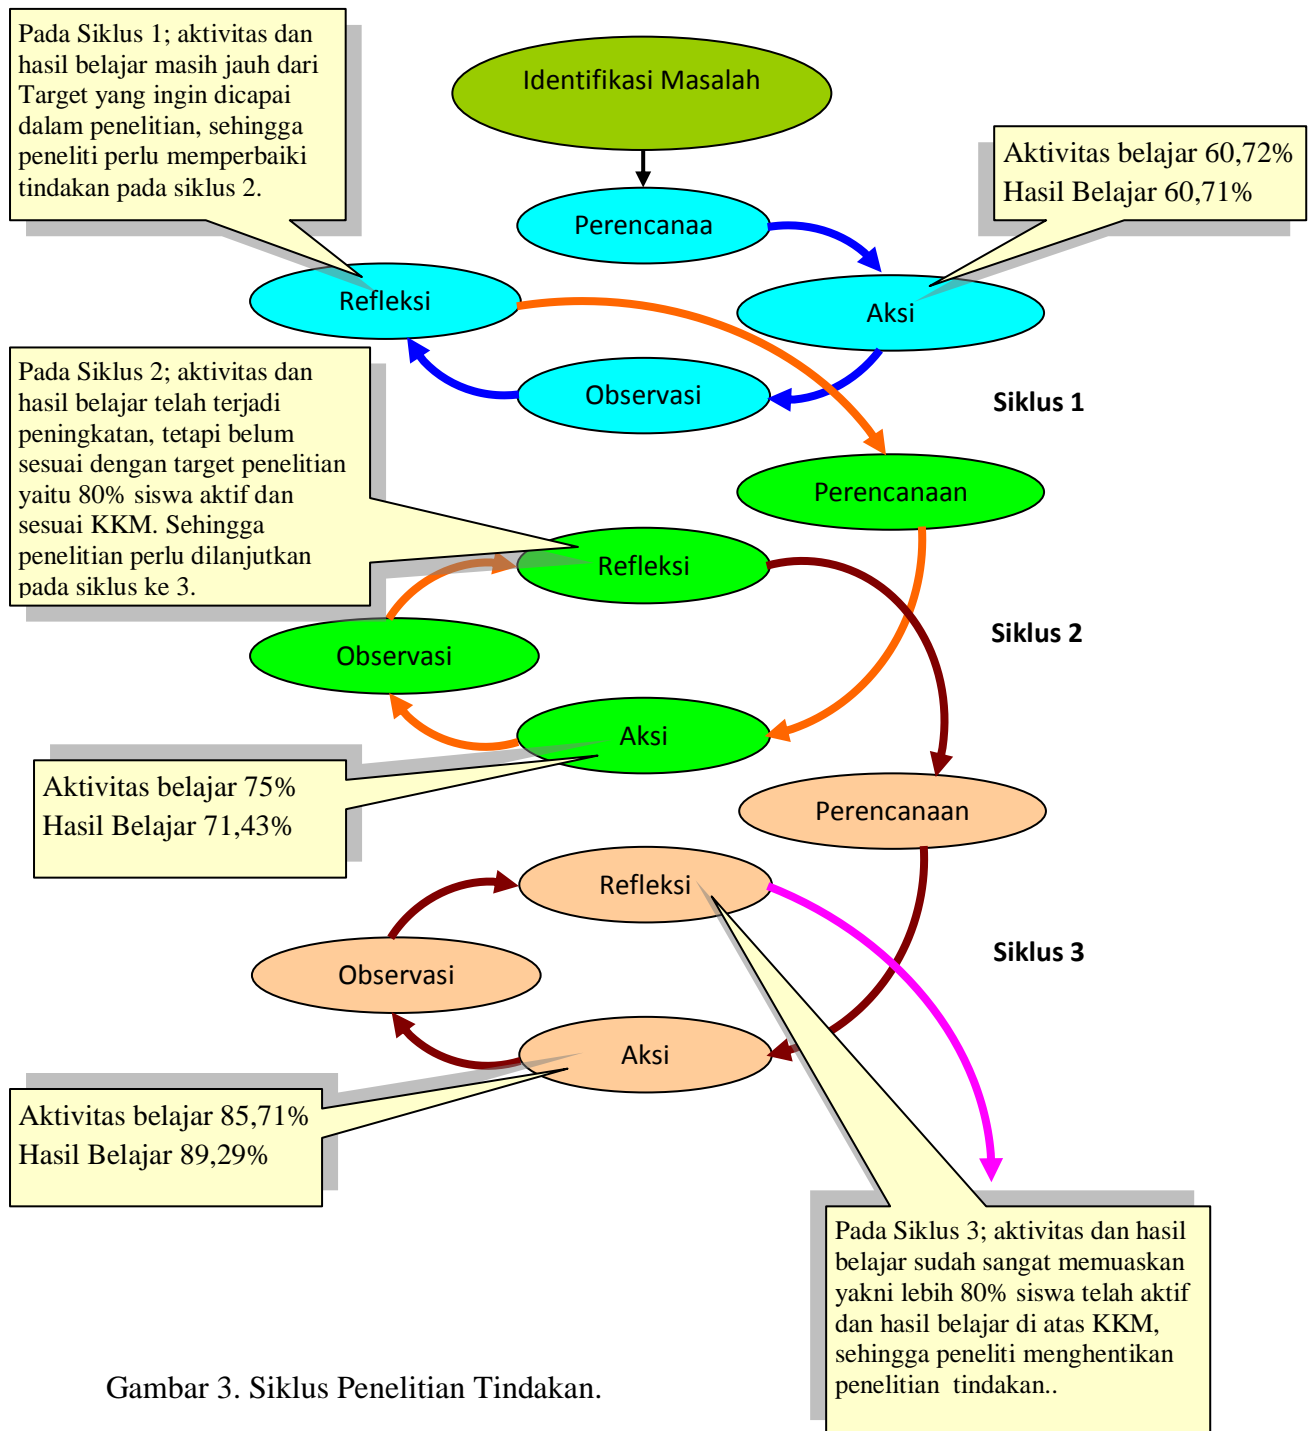 Pada Siklus 1; aktivitas dan
hasil belajar masih jauh dari
Target yang ingin dicapai
dalam penelitian, sehingga
peneliti perlu memperbaiki
tindakan pada siklus 2.
Identifikasi Masalah
Aktivitas belajar 60,72%
Hasil Belajar 60,71%
Perencanaa
Refleksi
Aksi
Observasi
Siklus 1
Pada Siklus 2; aktivitas dan
hasil belajar telah terjadi
peningkatan, tetapi belum
sesuai dengan target penelitian
yaitu 80% siswa aktif dan
sesuai KKM. Sehingga
penelitian perlu dilanjutkan
pada siklus ke 3.
Perencanaan
Refleksi
Siklus 2
Observasi
Aksi
Aktivitas belajar 75%
Hasil Belajar 71,43%
Perencanaan
Refleksi
Siklus 3
Observasi
Aksi
Aktivitas belajar 85,71%
Hasil Belajar 89,29%
Pada Siklus 3; aktivitas dan hasil
belajar sudah sangat memuaskan
yakni lebih 80% siswa telah aktif
dan hasil belajar di atas KKM,
sehingga peneliti menghentikan
penelitian tindakan..
Gambar 3. Siklus Penelitian Tindakan.